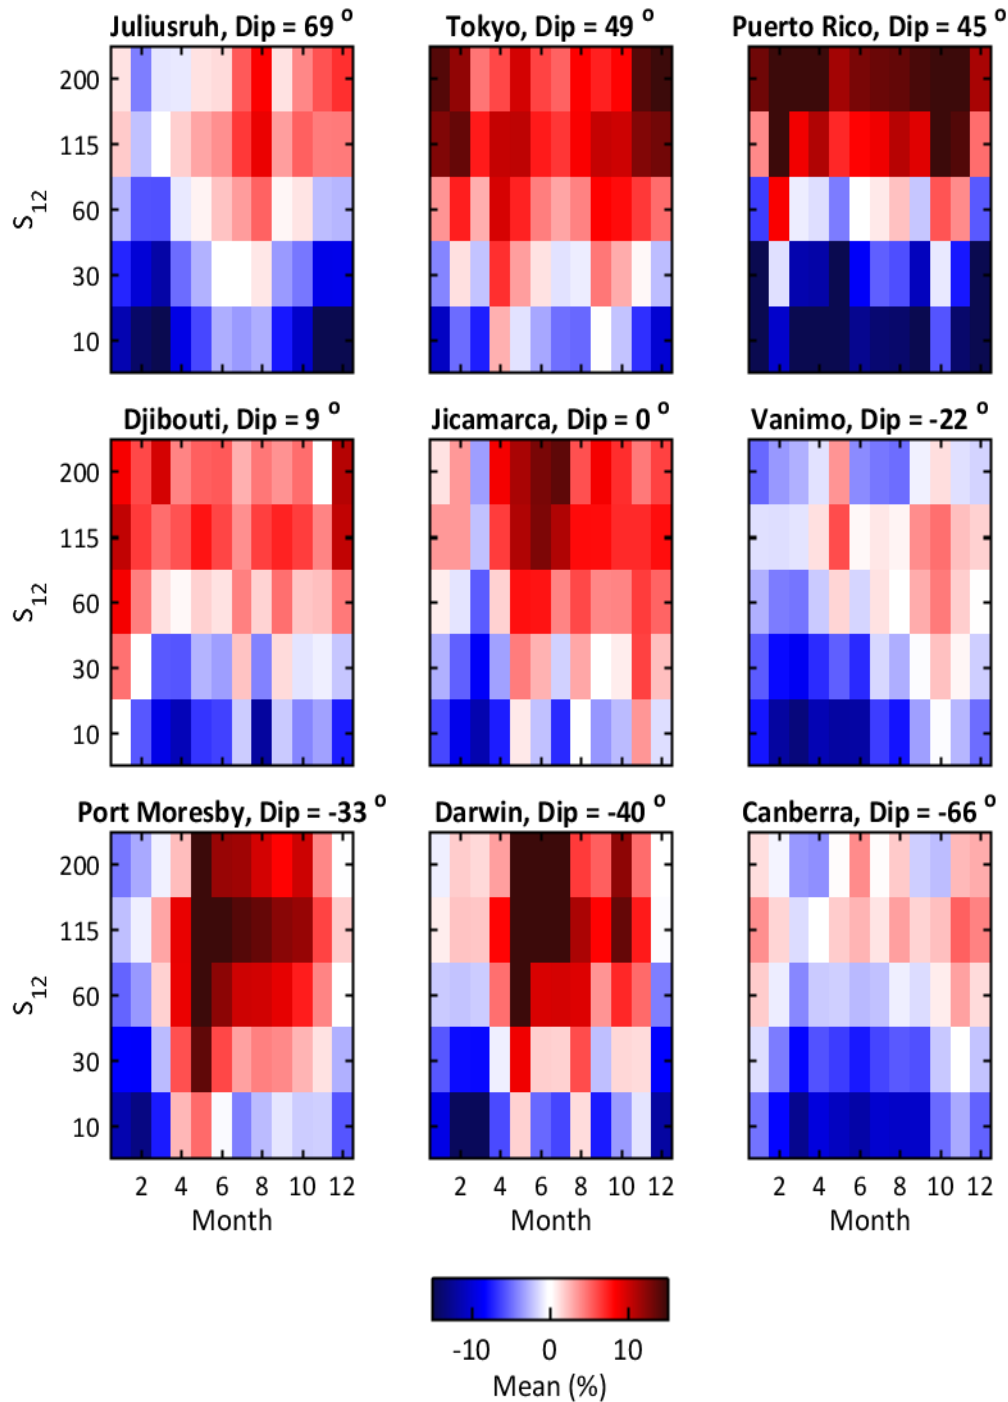 Juliusruh, Dip = 69 o
Tokyo, Dip = 49 o
Puerto Rico, Dip = 45 o
S12
200
115
60
30
10
Djibouti, Dip = 9 o
Jicamarca, Dip = 0 o
Vanimo, Dip = -22 o
S12
200
115
60
30
10
Port Moresby, Dip = -33 o
Darwin, Dip = -40 o
Canberra, Dip = -66 o
S12
200
115
60
30
10
2 4 6 8 10 12
2 4 6 8 10 12
2 4 6 8 10 12
Month
Month
Month
-10 0 10
Mean (%)